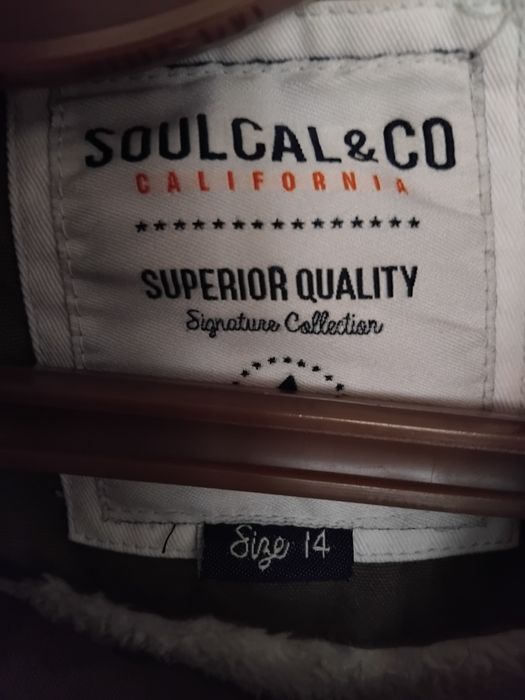 SOULCAL&CO
CALIFORNIA
SUPERIOR QUALITY
Signature Collection
Size 14